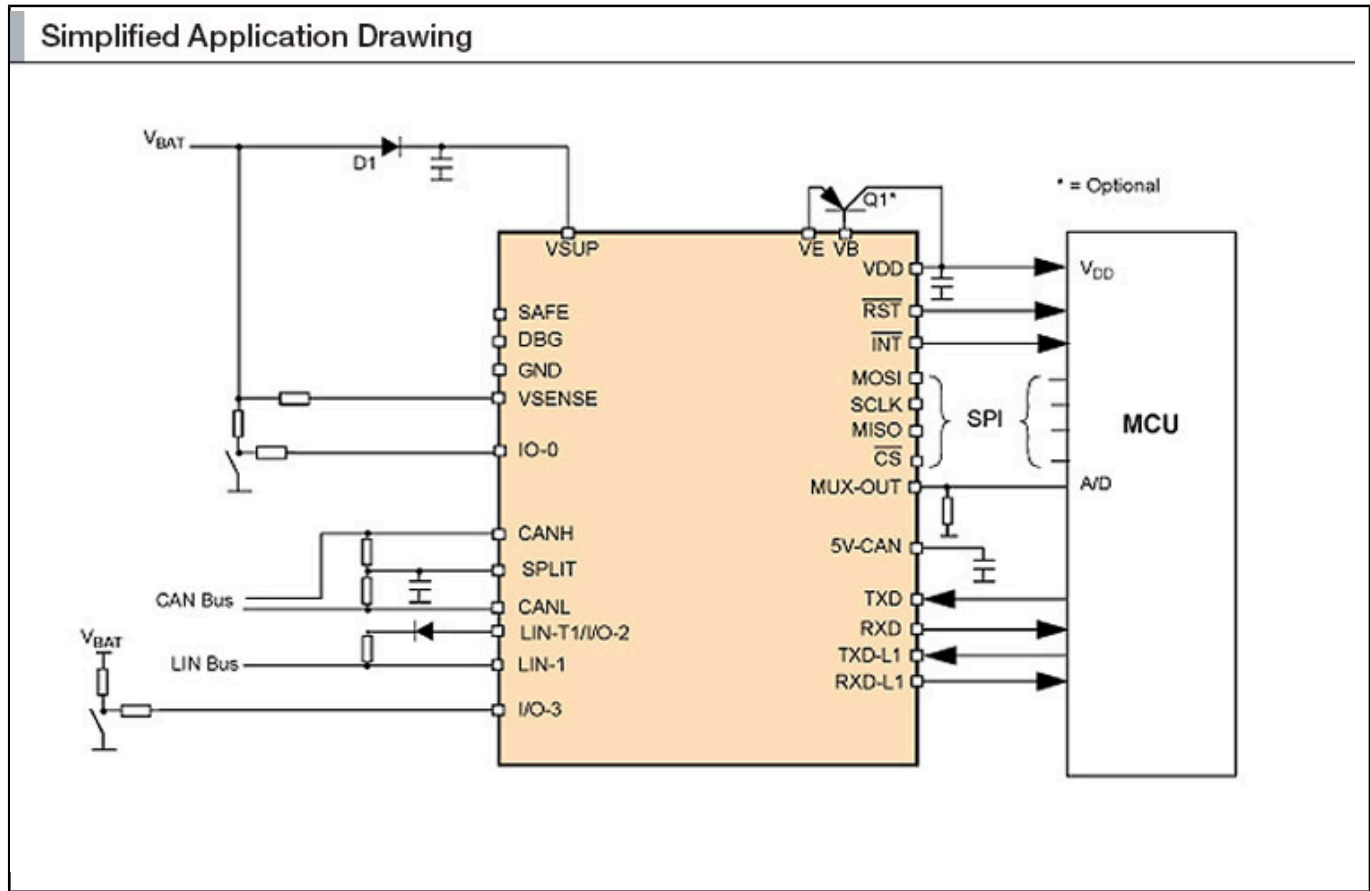 Simplified Application Drawing
VBAT
D1
Q1*
* = Optional
VSUP
VE VB
VDD
VDD
SAFE
RST
DBG
INT
GND
MOSI
VSENSE
SCLK
SPI
MCU
MISO
IO-0
CS
MUX-OUT
A/D
CANH
5V-CAN
SPLIT
CAN Bus
CANL
TXD
LIN-T1/I/O-2
RXD
VBAT
LIN Bus
LIN-1
TXD-L1
RXD-L1
I/O-3